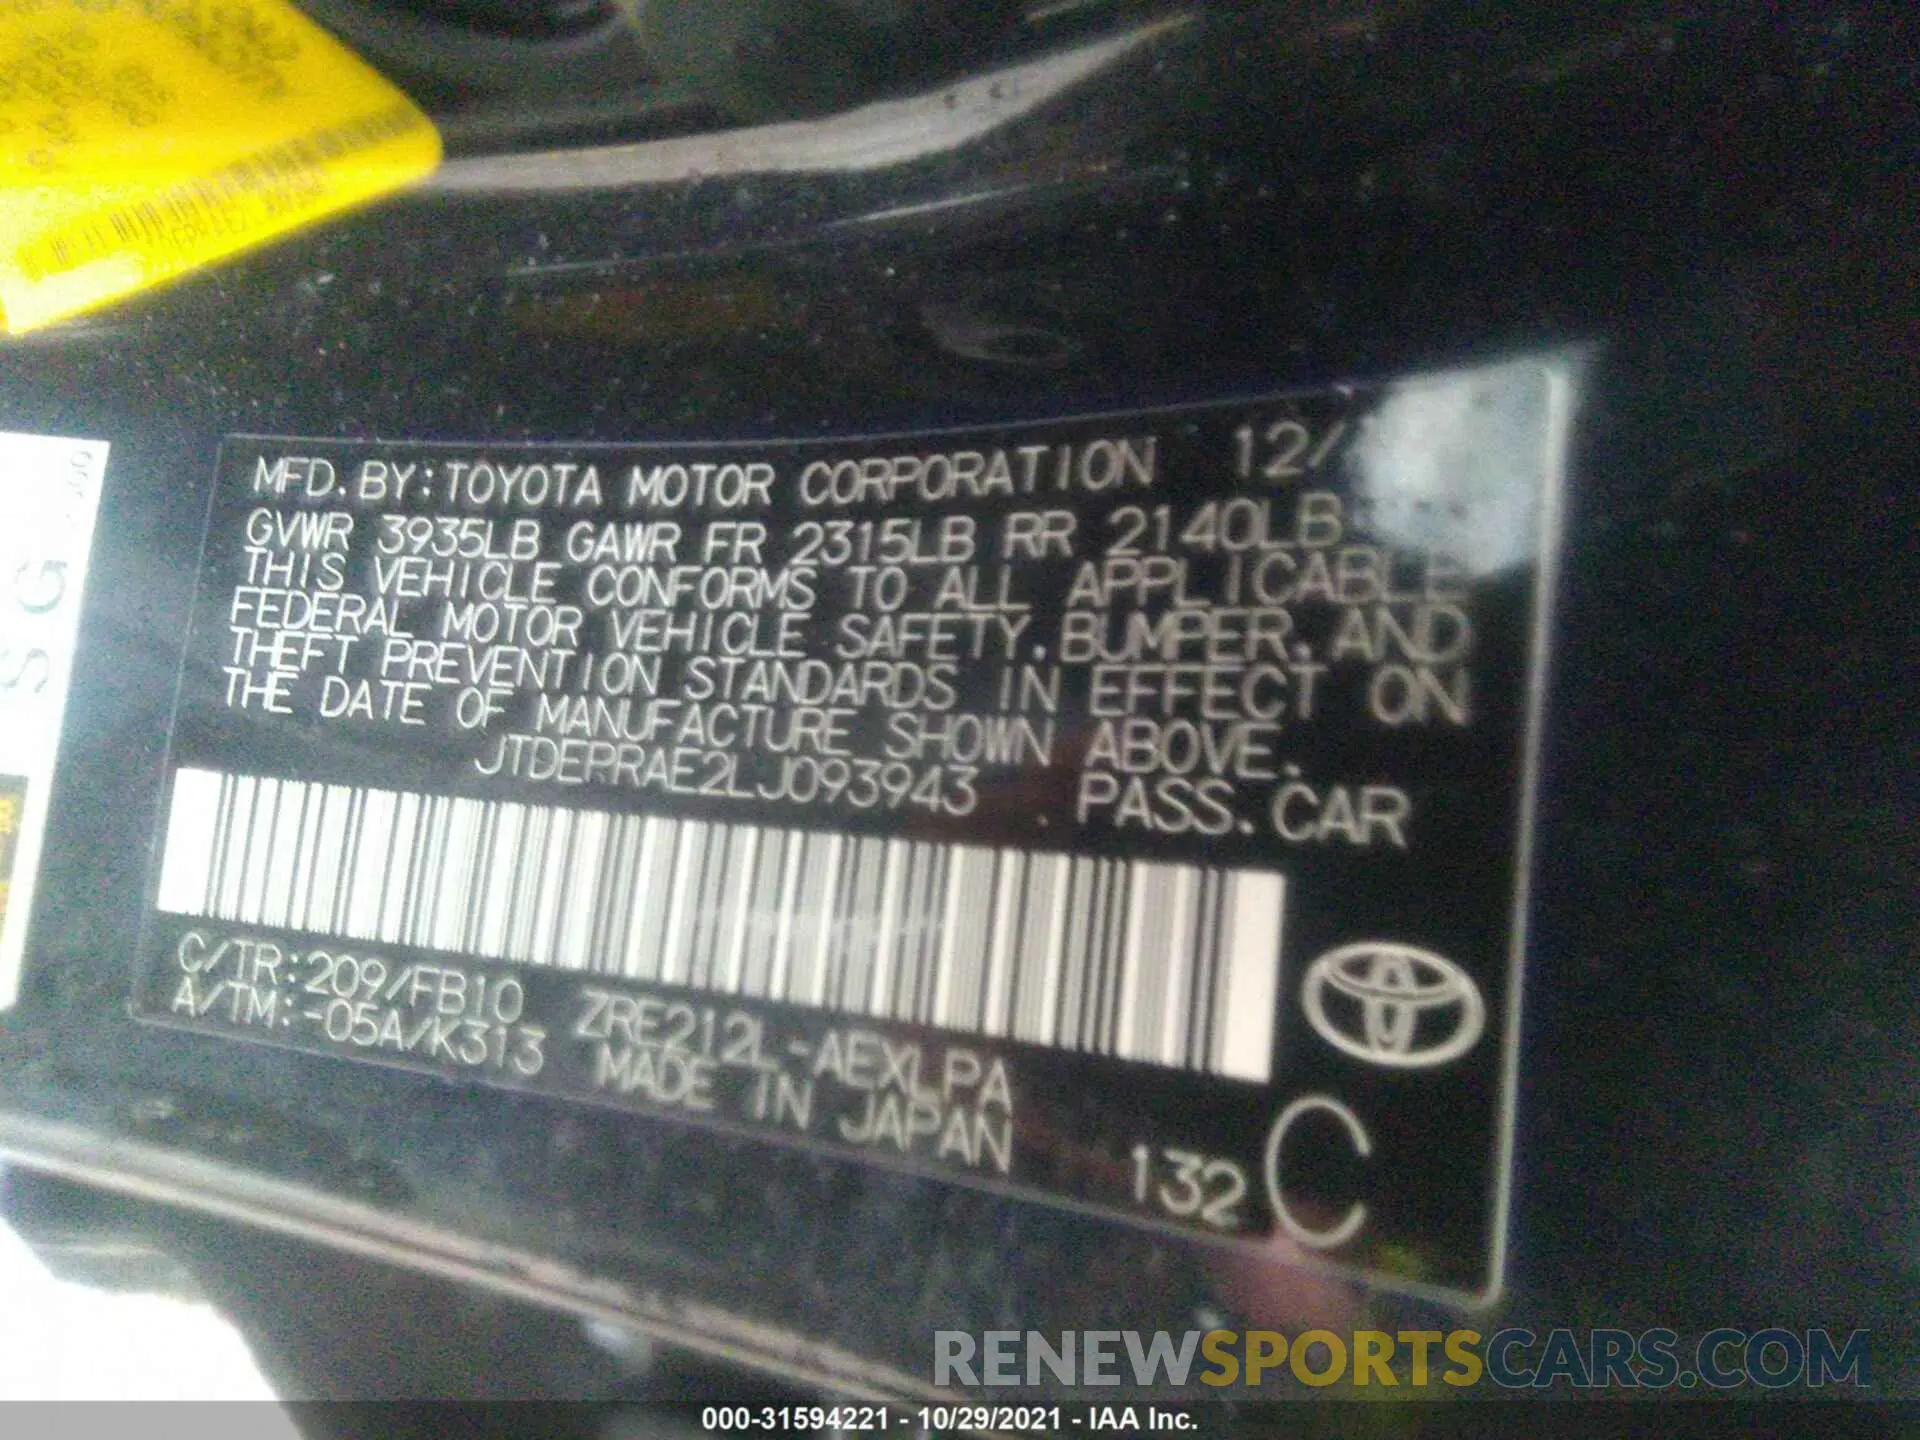 MFD. BY: TOYOTA MOTOR CORPORATION 12/
GVWR 3935LB GAWR FR 2315LB RR 2140LB
THIS VEHICLE CONFORMS TO ALL APPLICABLE
FEDERAL MOTOR VEHICLE SAFETY, BUMPER, AND
THEFT PREVENTION STANDARDS IN EFFECT ON
THE DATE OF MANUFACTURE SHOWN ABOVE.
JTDEPRAE2LJ093943 PASS. CAR
C/TR: 209/FB10 ZRE212L-AEXLPA
A/TM: -05A/K313 MADE IN JAPAN
132 C
S G
RENEWSPORTSCARS.COM
000-31594221 - 10/29/2021 - IAA Inc.